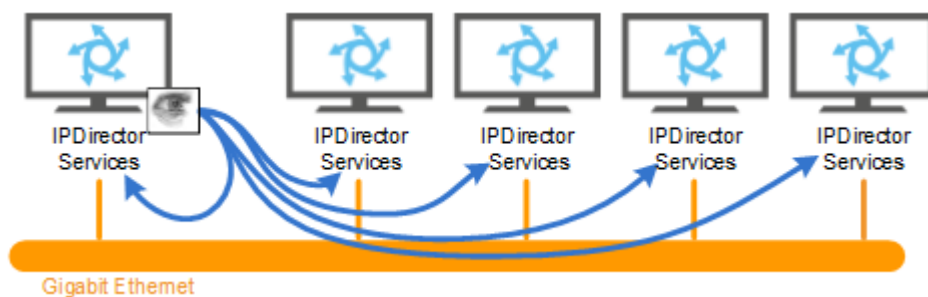 IPDirector
Services
IPDirector
Services
IPDirector
Services
IPDirector
Services
IPDirector
Services
Gigabit Ethernet